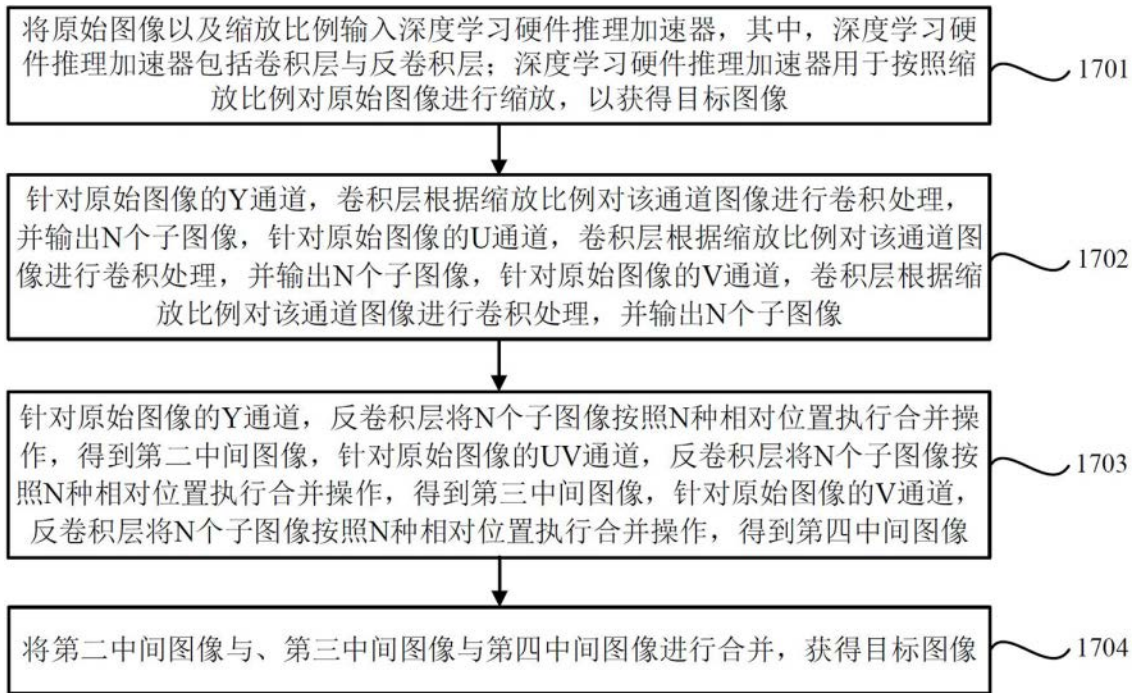 将原始图像以及缩放比例输入深度学习硬件推理加速器，其中，深度学习硬
件推理加速器包括卷积层与反卷积层；深度学习硬件推理加速器用于按照缩
放比例对原始图像进行缩放，以获得目标图像
1701
针对原始图像的Y通道，卷积层根据缩放比例对该通道图像进行卷积处理，
并输出N个子图像，针对原始图像的U通道，卷积层根据缩放比例对该通道图
像进行卷积处理，并输出N个子图像，针对原始图像的V通道，卷积层根据缩
放比例对该通道图像进行卷积处理，并输出N个子图像
1702
针对原始图像的Y通道，反卷积层将N个子图像按照N种相对位置执行合并操
作，得到第二中间图像，针对原始图像的UV通道，反卷积层将N个子图像按
照N种相对位置执行合并操作，得到第三中间图像，针对原始图像的V通道，
反卷积层将N个子图像按照N种相对位置执行合并操作，得到第四中间图像
1703
将第二中间图像与、第三中间图像与第四中间图像进行合并，获得目标图像
1704